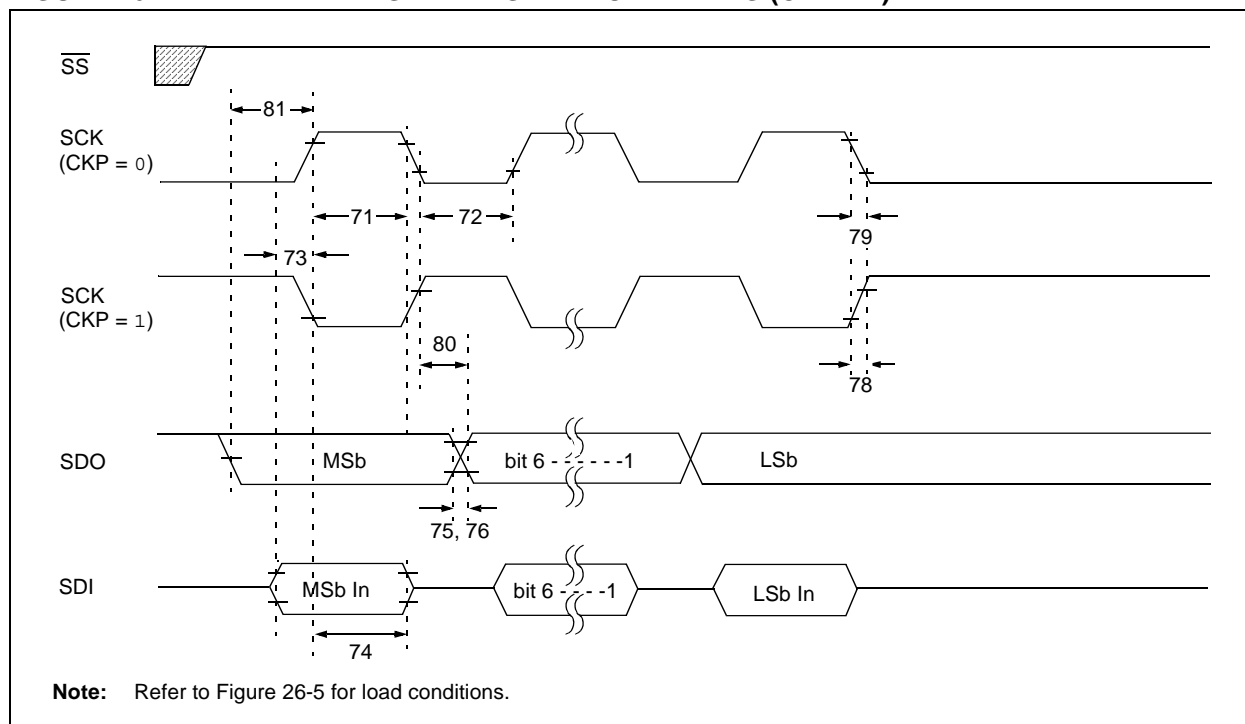 SS
81
SCK
(CKP = 0)
71
72
79
73
SCK
(CKP = 1)
80
78
SDO
MSb
bit 6 - - - - - -1
LSb
75, 76
SDI
MSb In
bit 6 - - - - -1
LSb In
74
Note: Refer to Figure 26-5 for load conditions.